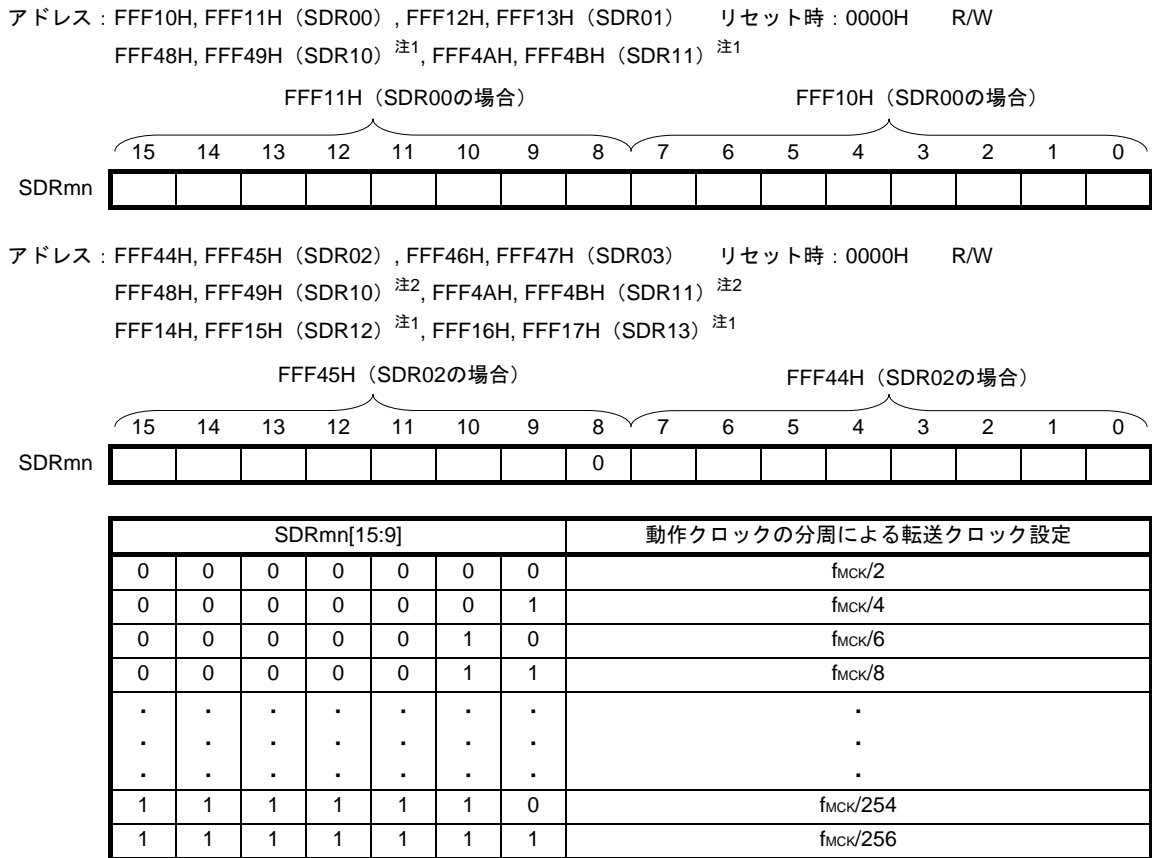 アドレス：FFF10H, FFF11H（SDR00）, FFF12H, FFF13H（SDR01） リセット時：0000H R/W
FFF48H, FFF49H（SDR10）注1, FFF4AH, FFF4BH（SDR11）注1
FFF11H（SDR00の場合） FFF10H（SDR00の場合）
15 14 13 12 11 10 9 8 7 6 5 4 3 2 1 0
SDRmn
アドレス：FFF44H, FFF45H（SDR02）, FFF46H, FFF47H（SDR03） リセット時：0000H R/W
FFF48H, FFF49H（SDR10）注2, FFF4AH, FFF4BH（SDR11）注2
FFF14H, FFF15H（SDR12）注1, FFF16H, FFF17H（SDR13）注1
FFF45H（SDR02の場合） FFF44H（SDR02の場合）
15 14 13 12 11 10 9 8 7 6 5 4 3 2 1 0
SDRmn 0
SDRmn[15:9] 動作クロックの分周による転送クロック設定
0 0 0 0 0 0 0 fMCK/2
0 0 0 0 0 0 1 fMCK/4
0 0 0 0 0 1 0 fMCK/6
0 0 0 0 0 1 1 fMCK/8
・ ・ ・ ・ ・ ・ ・ ・
・ ・ ・ ・ ・ ・ ・ ・
・ ・ ・ ・ ・ ・ ・ ・
1 1 1 1 1 1 0 fMCK/254
1 1 1 1 1 1 1 fMCK/256